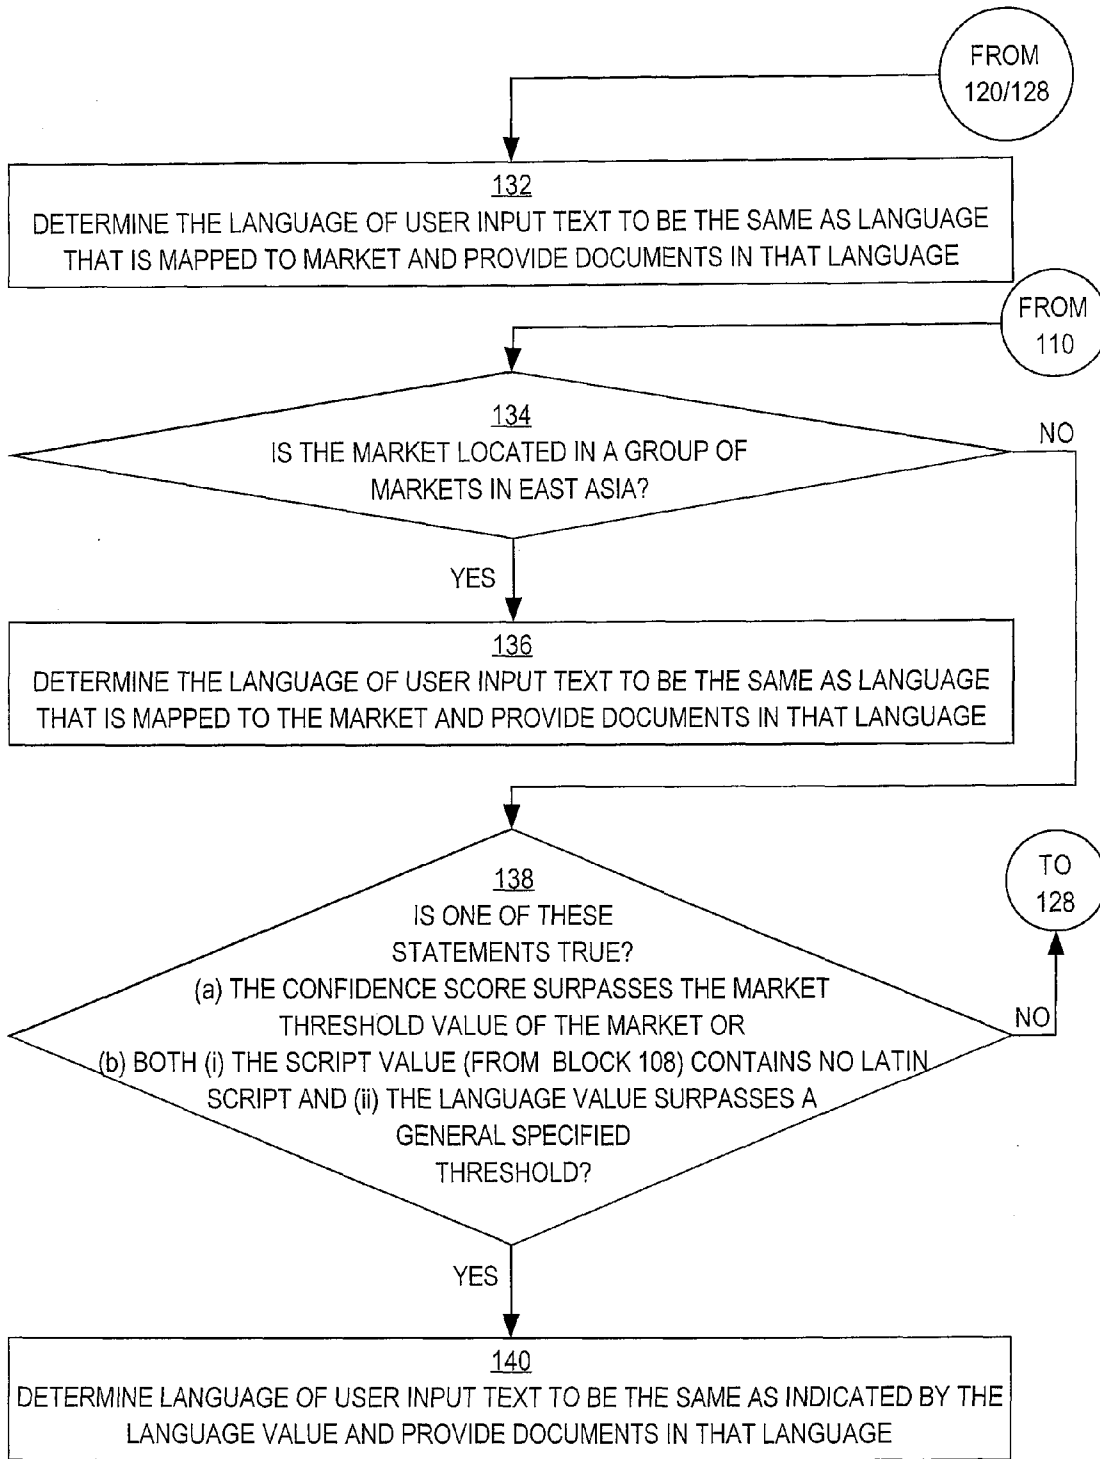 FROM
120/128
132
DETERMINE THE LANGUAGE OF USER INPUT TEXT TO BE THE SAME AS LANGUAGE
THAT IS MAPPED TO MARKET AND PROVIDE DOCUMENTS IN THAT LANGUAGE
FROM
110
134
IS THE MARKET LOCATED IN A GROUP OF
MARKETS IN EAST ASIA?
NO
YES
136
DETERMINE THE LANGUAGE OF USER INPUT TEXT TO BE THE SAME AS LANGUAGE
THAT IS MAPPED TO THE MARKET AND PROVIDE DOCUMENTS IN THAT LANGUAGE
138
IS ONE OF THESE
STATEMENTS TRUE?
(a) THE CONFIDENCE SCORE SURPASSES THE MARKET
THRESHOLD VALUE OF THE MARKET OR
(b) BOTH (i) THE SCRIPT VALUE (FROM BLOCK 108) CONTAINS NO LATIN
SCRIPT AND (ii) THE LANGUAGE VALUE SURPASSES A
GENERAL SPECIFIED
THRESHOLD?
TO
128
NO
YES
140
DETERMINE LANGUAGE OF USER INPUT TEXT TO BE THE SAME AS INDICATED BY THE
LANGUAGE VALUE AND PROVIDE DOCUMENTS IN THAT LANGUAGE